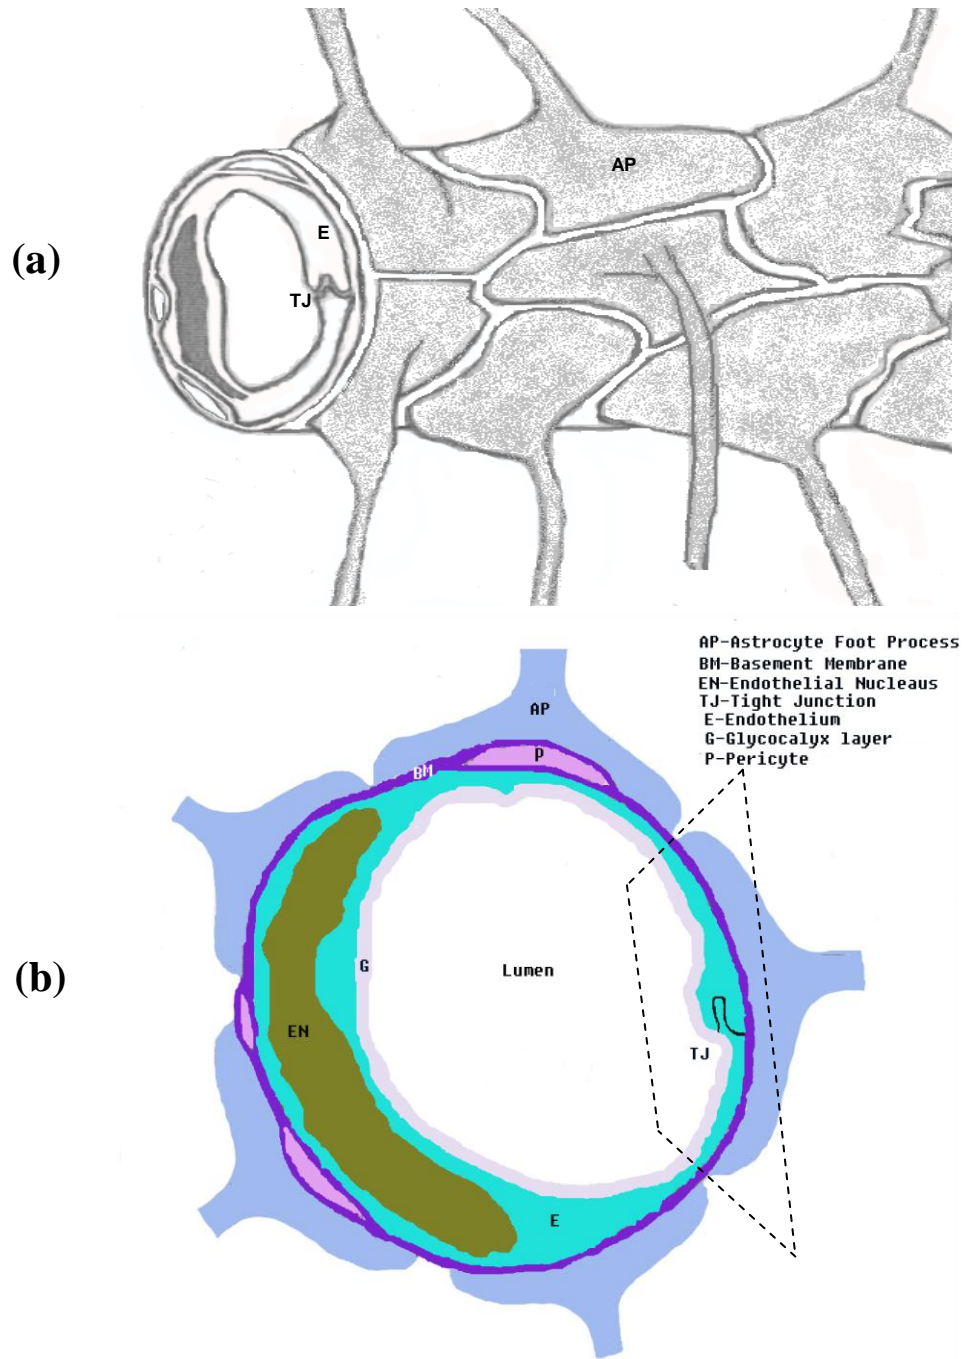 AP
(a)
E
TJ
AP-Astrocyte Foot Process
BM-Basement Membrane
EN-Endothelial Nucleaus
TJ-Tight Junction
E-Endothelium
G-Glycocalyx layer
P-Pericyte
AP
P
BM
G
Lumen
(b)
EN
TJ
E